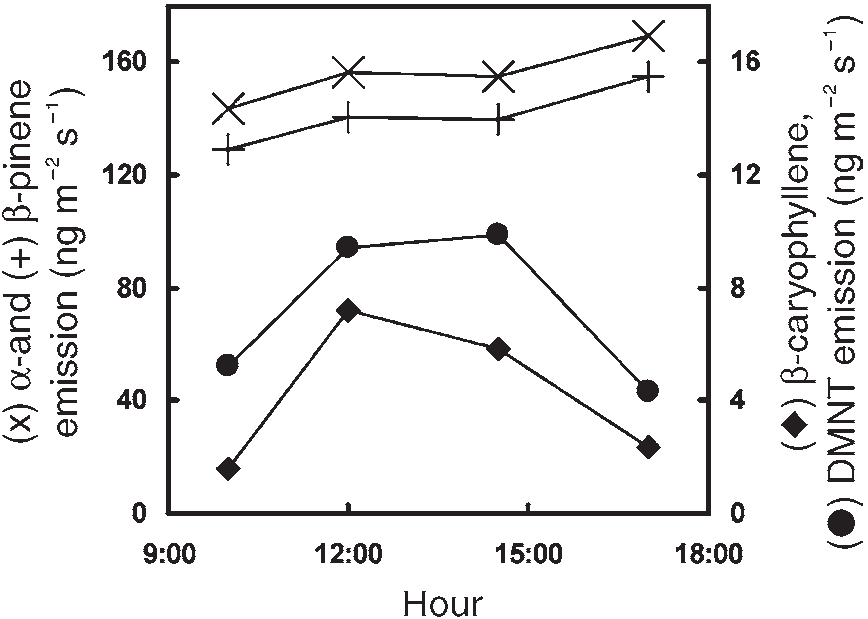 (x) α-and (+) β-pinene
emission (ng m⁻² s⁻¹)
160
120
80
40
0
16
12
8
4
0
(◆) β-caryophyllene,
(●) DMNT emission (ng m⁻² s⁻¹)
9:00 12:00 15:00 18:00
Hour